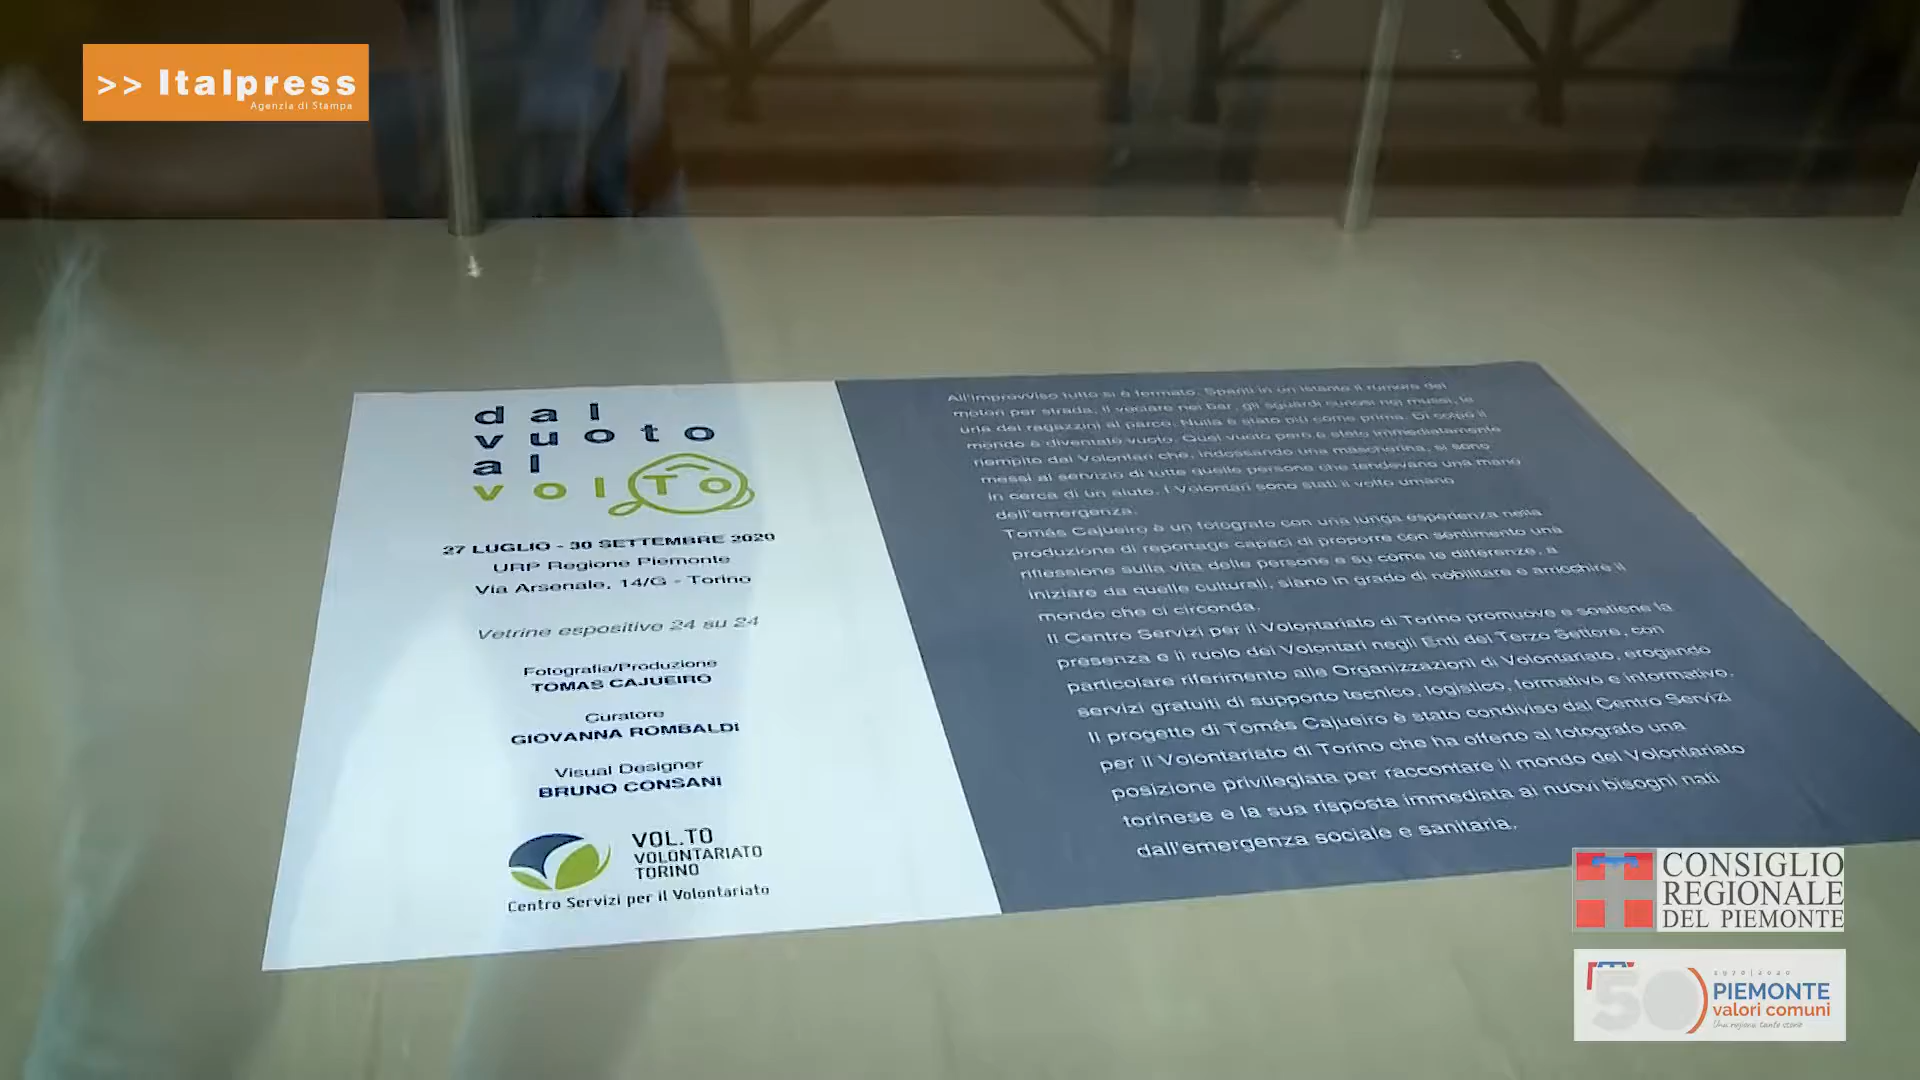 >> Italpress
Agenzia di Stampa
dal
vuoto
al
volTo
27 LUGLIO - 30 SETTEMBRE 2020
URP Regione Piemonte
Via Arsenale, 14/G - Torino
Vetrine espositive 24 su 24
Fotografia/Produzione
TOMAS CAJUEIRO
Curatore
GIOVANNA ROMBALDI
Visual Designer
BRUNO CONSANI
VOL.TO
VOLONTARIATO
TORINO
Centro Servizi per il Volontariato
All'improvviso tutto si è fermato. Spariti in un istante il rumore dei
motori per strada, il vociare nei bar, gli sguardi curiosi nei musei, le
urla dei ragazzini al parco. Nulla è stato più come prima. Di colpo il
mondo è diventato vuoto. Quel vuoto però è stato immediatamente
riempito dai Volontari che, indossando una mascherina, si sono
messi al servizio di tutte quelle persone che tendevano una mano
in cerca di un aiuto. I Volontari sono stati il volto umano
dell'emergenza.
Tomás Cajueiro è un fotografo con una lunga esperienza nella
produzione di reportage capaci di proporre con sentimento una
riflessione sulla vita delle persone e su come le differenze, a
iniziare da quelle culturali, siano in grado di nobilitare e arricchire il
mondo che ci circonda.
Il Centro Servizi per il Volontariato di Torino promuove e sostiene la
presenza e il ruolo dei Volontari negli Enti del Terzo Settore, con
particolare riferimento alle Organizzazioni di Volontariato, erogando
servizi gratuiti di supporto tecnico, logistico, formativo e informativo.
Il progetto di Tomás Cajueiro è stato condiviso dal Centro Servizi
per il Volontariato di Torino che ha offerto al fotografo una
posizione privilegiata per raccontare il mondo del Volontariato
torinese e la sua risposta immediata ai nuovi bisogni nati
dall'emergenza sociale e sanitaria.
CONSIGLIO
REGIONALE
DEL PIEMONTE
50
1970 | 2020
PIEMONTE
valori comuni
Una regione tante storie